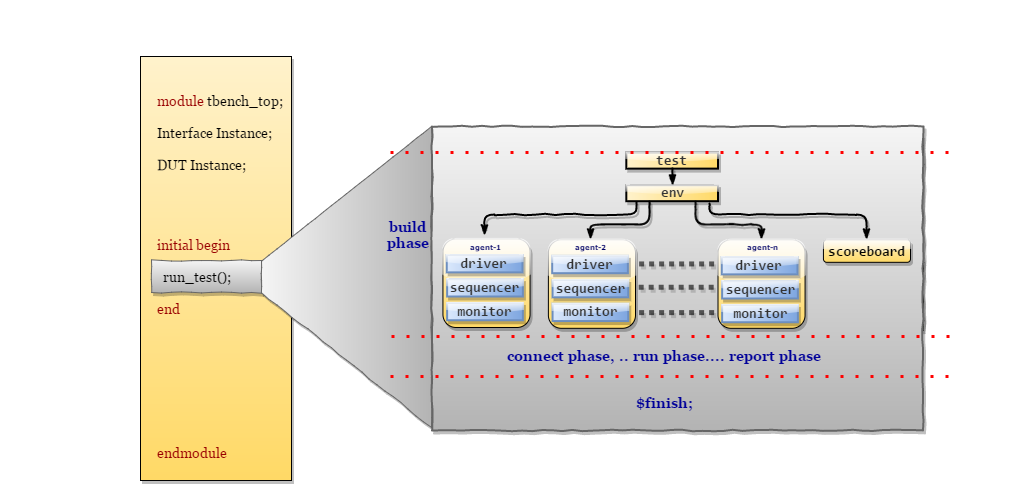 module tbench_top;
Interface Instance;
DUT Instance;
initial begin
run_test();
end
endmodule
build
phase
test
env
agent-1
driver
sequencer
monitor
agent-2
driver
sequencer
monitor
agent-n
driver
sequencer
monitor
scoreboard
connect phase, .. run phase.... report phase
$finish;